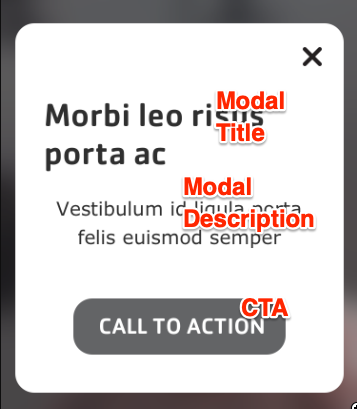 Morbi leo risus
porta ac
Modal
Title
Vestibulum id ligula porta
felis euismod semper
Modal
Description
CALL TO ACTION
CTA